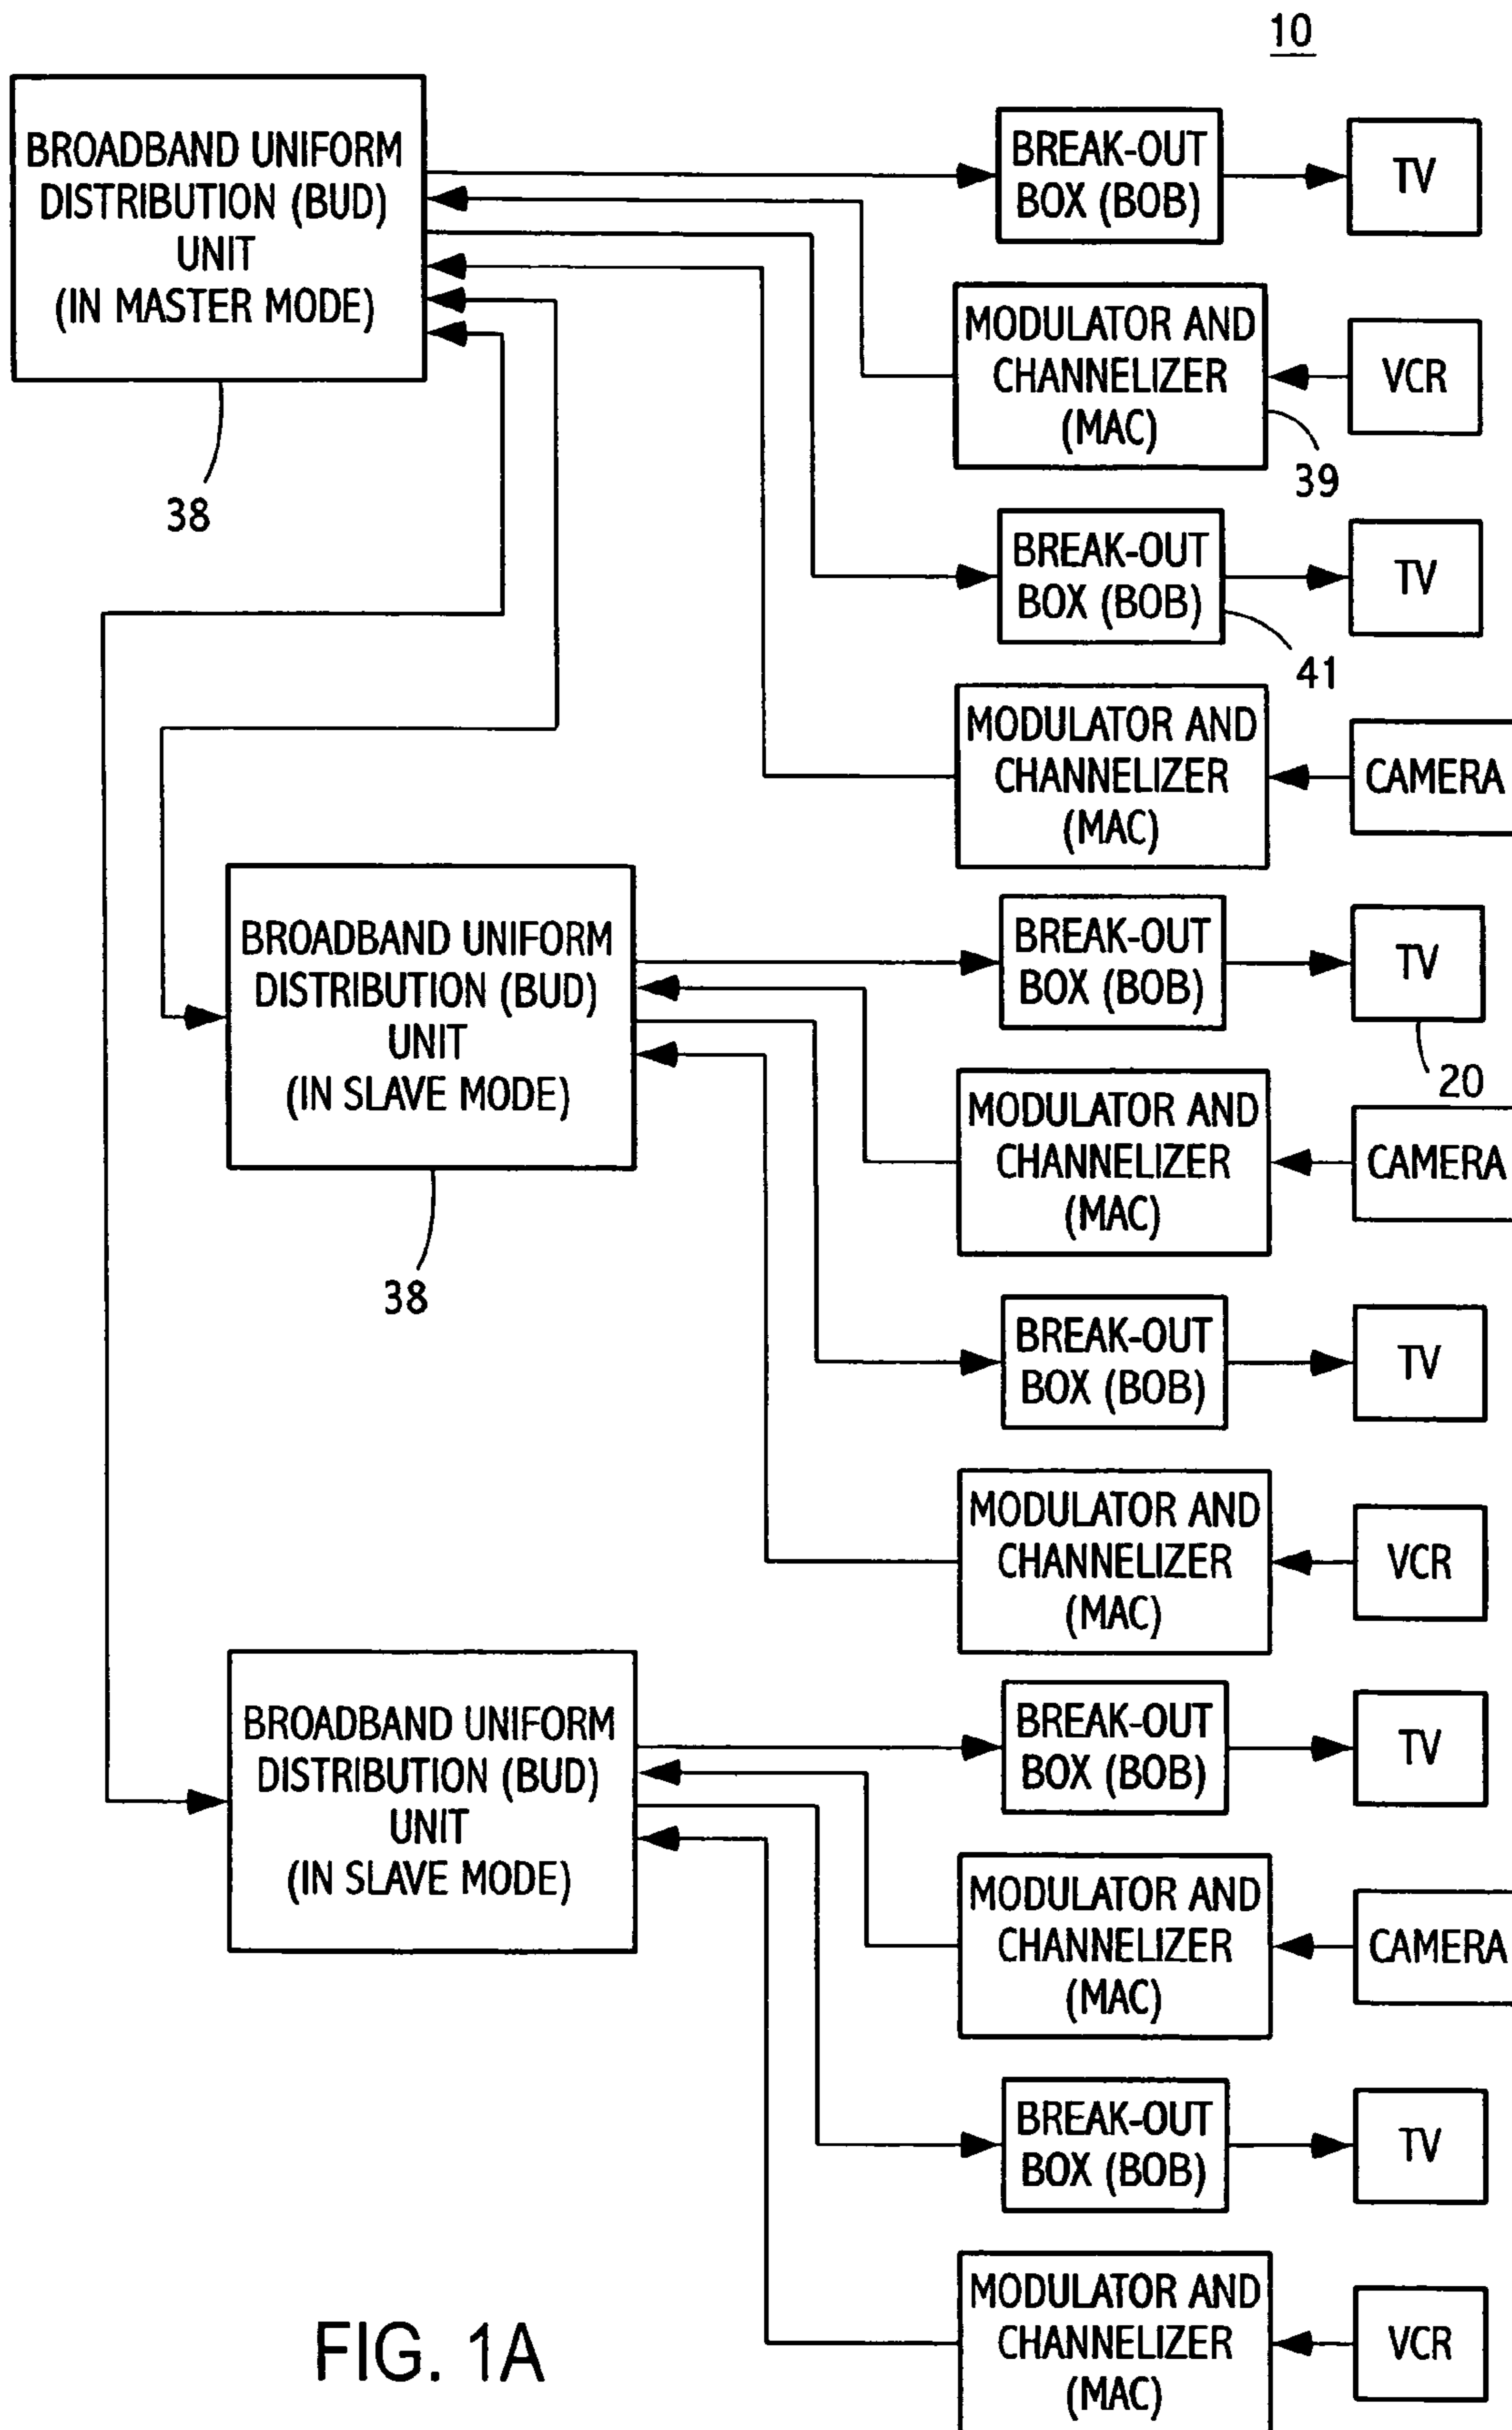 10
BROADBAND UNIFORM
DISTRIBUTION (BUD)
UNIT
(IN MASTER MODE)
38
BREAK-OUT
BOX (BOB)
TV
MODULATOR AND
CHANNELIZER
(MAC)
39
VCR
BREAK-OUT
BOX (BOB)
41
TV
MODULATOR AND
CHANNELIZER
(MAC)
CAMERA
BROADBAND UNIFORM
DISTRIBUTION (BUD)
UNIT
(IN SLAVE MODE)
38
BREAK-OUT
BOX (BOB)
TV
20
MODULATOR AND
CHANNELIZER
(MAC)
CAMERA
BREAK-OUT
BOX (BOB)
TV
MODULATOR AND
CHANNELIZER
(MAC)
VCR
BROADBAND UNIFORM
DISTRIBUTION (BUD)
UNIT
(IN SLAVE MODE)
BREAK-OUT
BOX (BOB)
TV
MODULATOR AND
CHANNELIZER
(MAC)
CAMERA
BREAK-OUT
BOX (BOB)
TV
MODULATOR AND
CHANNELIZER
(MAC)
VCR
FIG. 1A